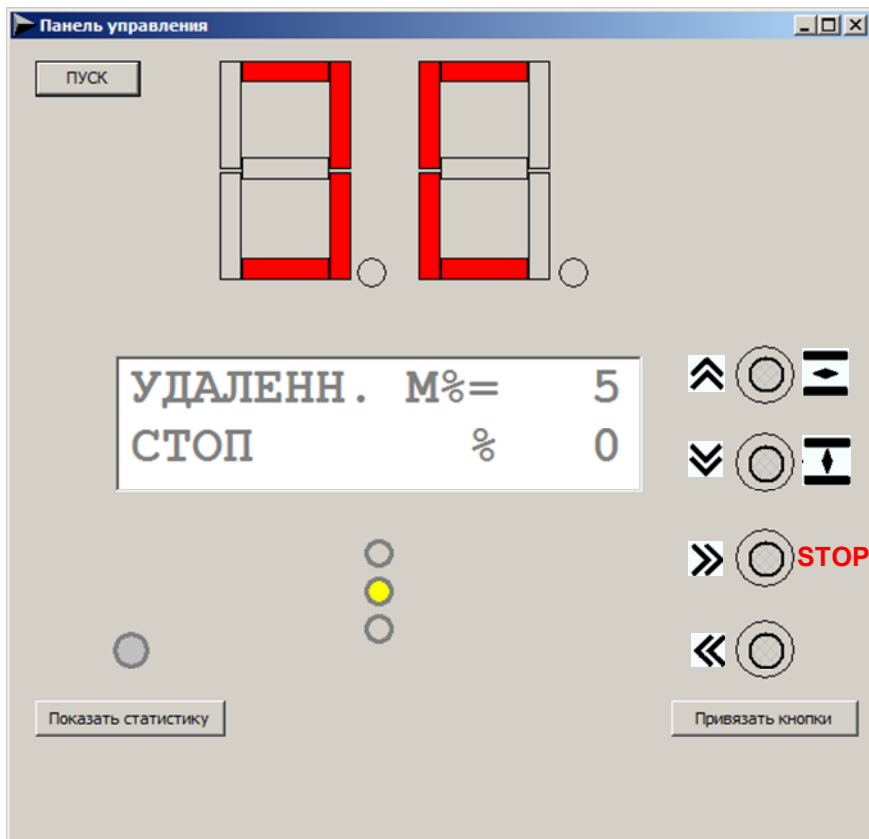 Панель управления
ПУСК
УДАЛЕНН. М%= 5
СТОП % 0
STOP
Показать статистику
Привязать кнопки